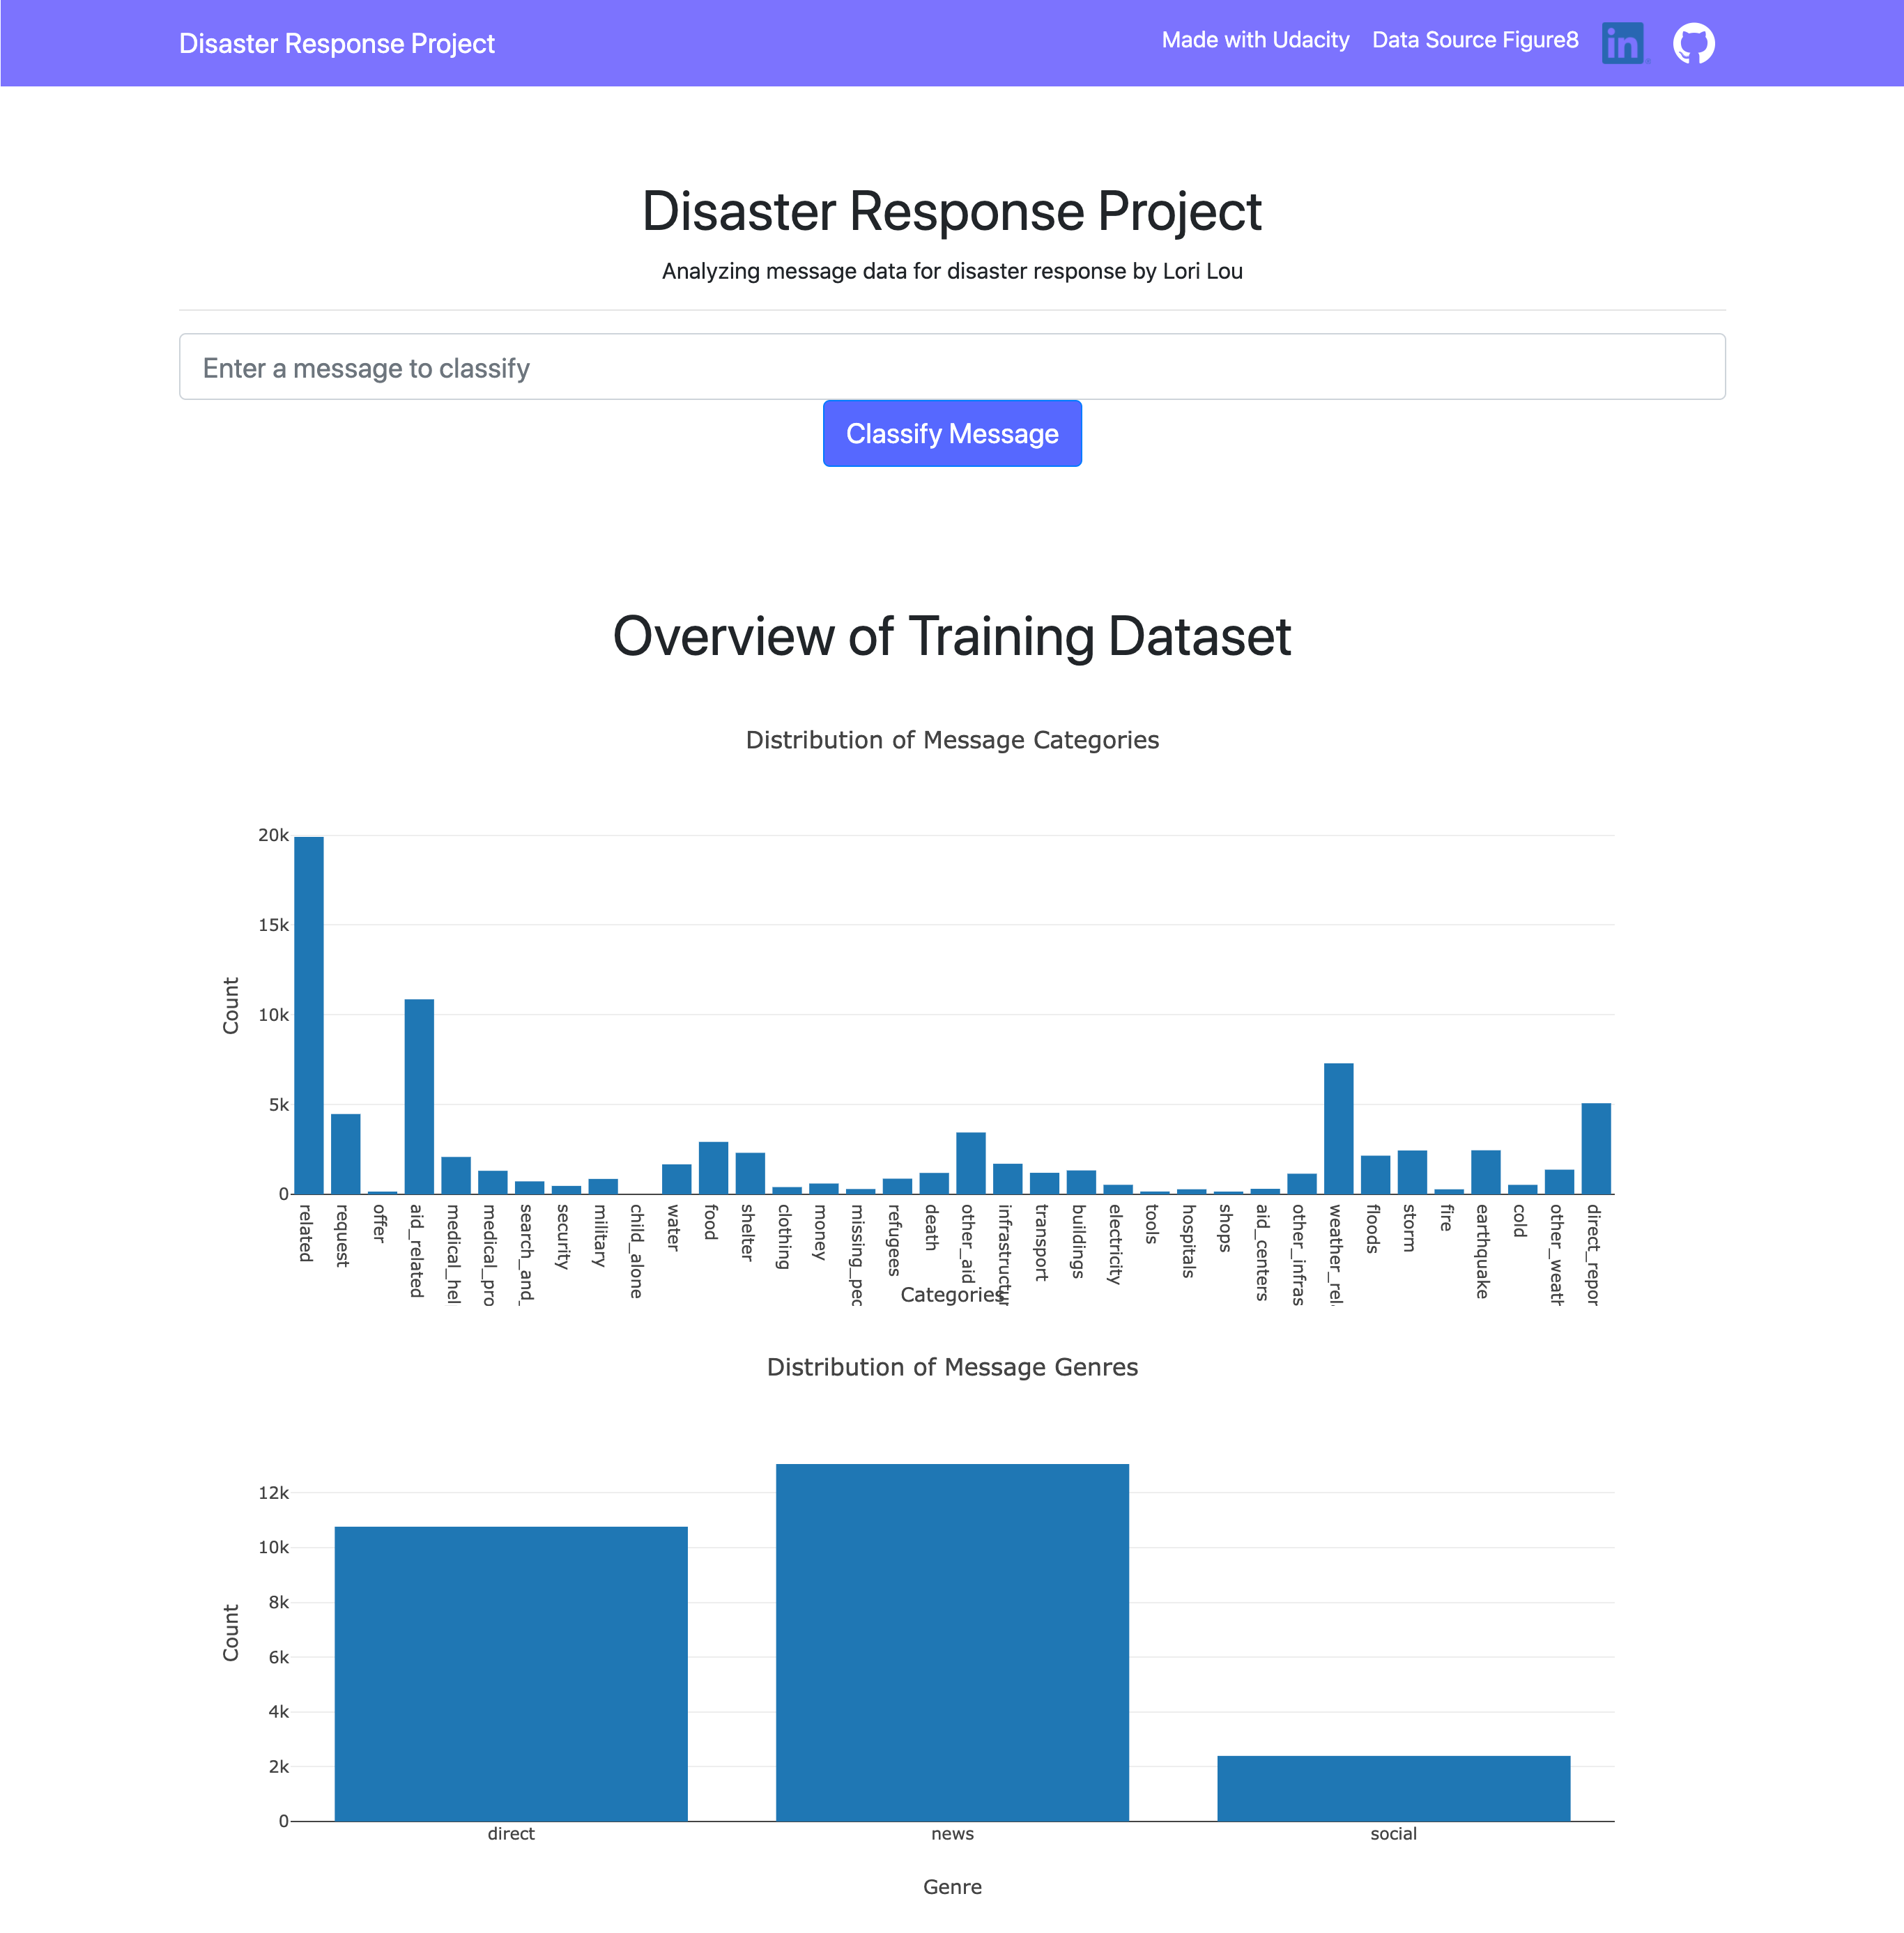 Disaster Response Project
Made with Udacity
Data Source Figure8
in
Disaster Response Project
Analyzing message data for disaster response by Lori Lou
Enter a message to classify
Classify Message
Overview of Training Dataset
Distribution of Message Categories
20k
15k
10k
5k
0
Count
related
request
offer
aid_related
medical_hel
medical_pro
search_and_
security
military
child_alone
water
food
shelter
clothing
money
missing_peo
refugees
death
other_aid
infrastructur
transport
buildings
electricity
tools
hospitals
shops
aid_centers
other_infras
weather_rel
floods
storm
fire
earthquake
cold
other_weath
direct_repor
Categories
Distribution of Message Genres
12k
10k
8k
6k
4k
2k
0
Count
direct
news
social
Genre